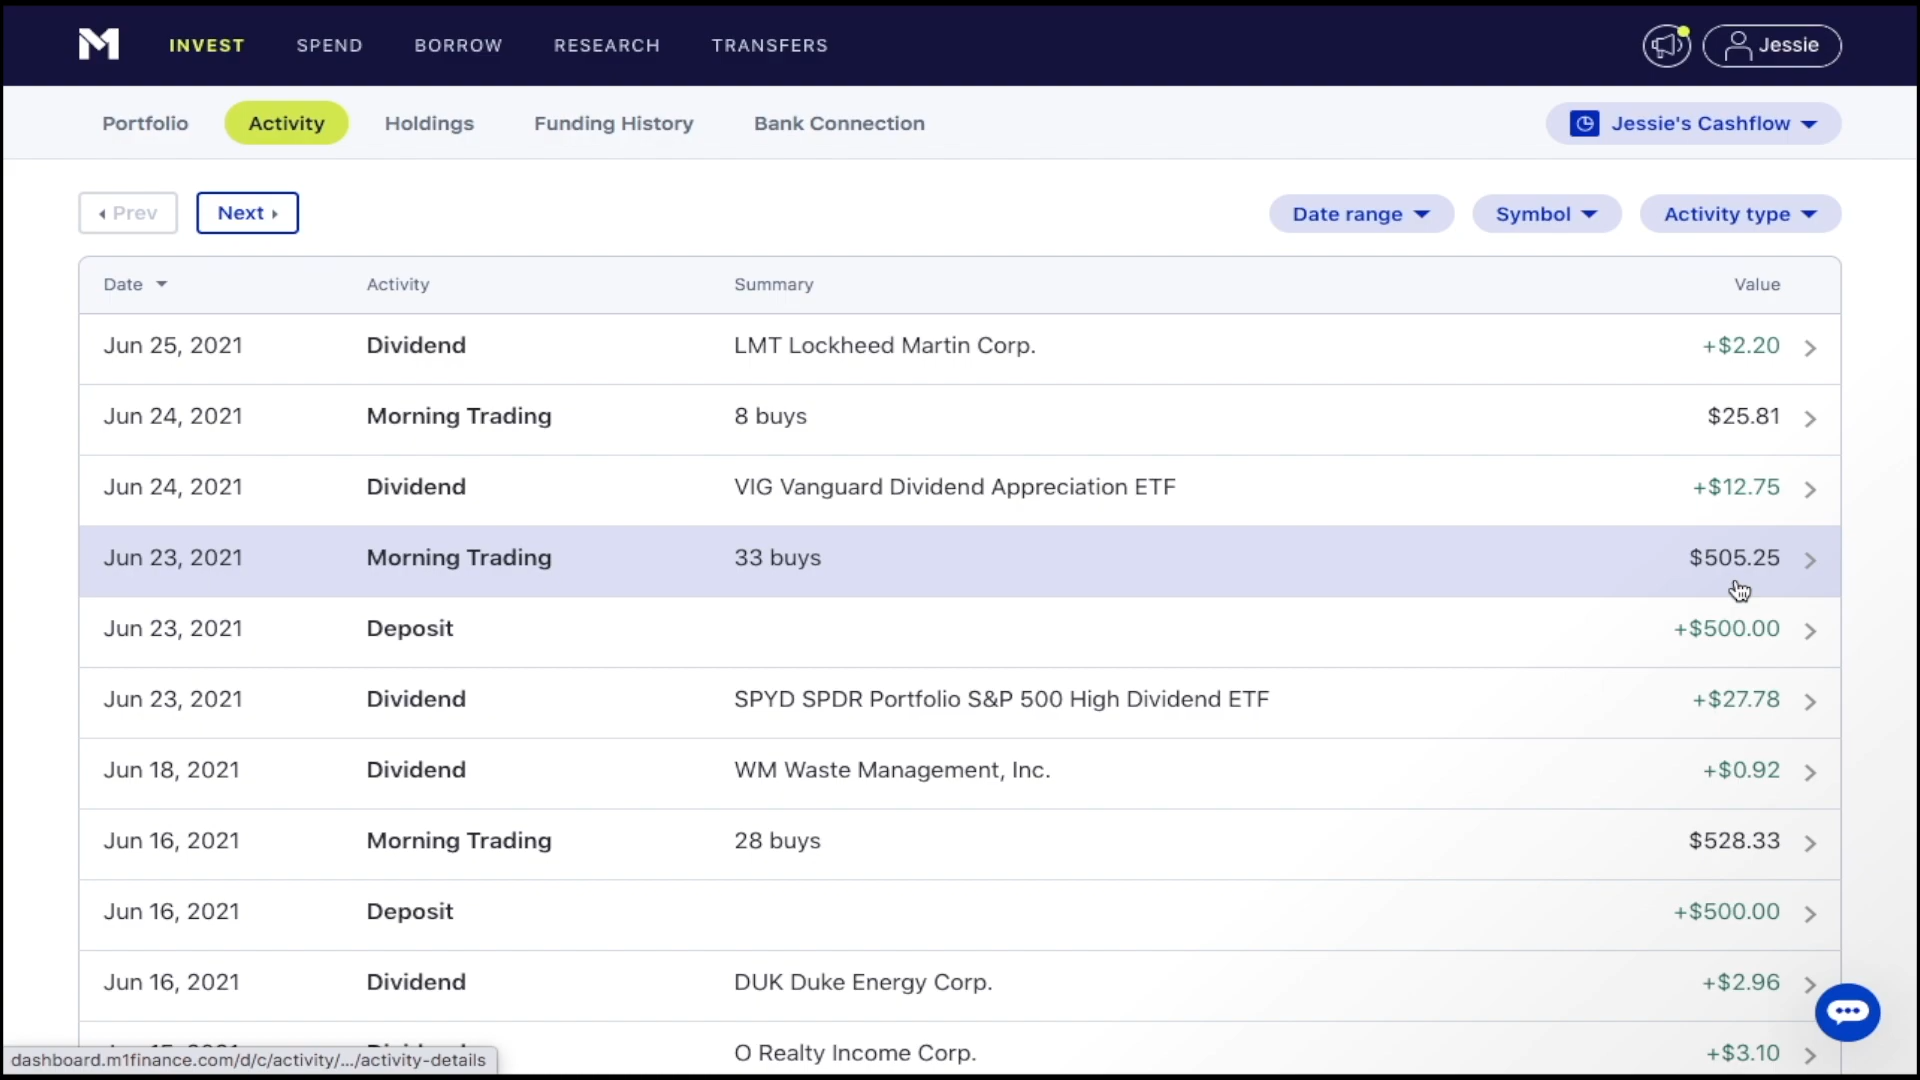 M INVEST SPEND BORROW RESEARCH TRANSFERS Jessie
Portfolio Activity Holdings Funding History Bank Connection Jessie's Cashflow
Prev Next Date range Symbol Activity type
Date Activity Summary Value
Jun 25, 2021 Dividend LMT Lockheed Martin Corp. +$2.20
Jun 24, 2021 Morning Trading 8 buys $25.81
Jun 24, 2021 Dividend VIG Vanguard Dividend Appreciation ETF +$12.75
Jun 23, 2021 Morning Trading 33 buys $505.25
Jun 23, 2021 Deposit +$500.00
Jun 23, 2021 Dividend SPYD SPDR Portfolio S&P 500 High Dividend ETF +$27.78
Jun 18, 2021 Dividend WM Waste Management, Inc. +$0.92
Jun 16, 2021 Morning Trading 28 buys $528.33
Jun 16, 2021 Deposit +$500.00
Jun 16, 2021 Dividend DUK Duke Energy Corp. +$2.96
O Realty Income Corp. +$3.10
dashboard.m1finance.com/d/c/activity/.../activity-details